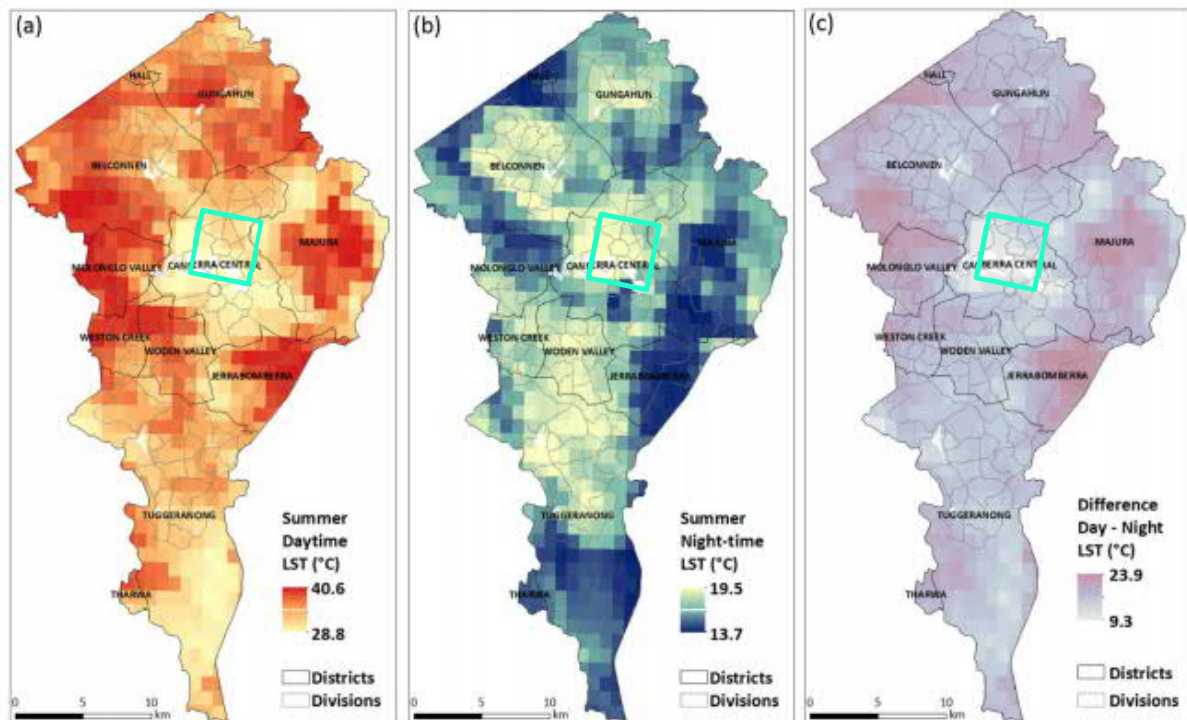 (a)
HALL
GUNGAHLIN
BELCONNEN
MAJURA
MOLONGLO VALLEY
CANBERRA CENTRAL
WESTON CREEK
WODEN VALLEY
JERRABOMBERRA
TUGGERANONG
THARWA
Summer
Daytime
LST (°C)
40.6
28.8
Districts
Divisions
0 5 10
km
(b)
HALL
GUNGAHLIN
BELCONNEN
MAJURA
MOLONGLO VALLEY
CANBERRA CENTRAL
WESTON CREEK
WODEN VALLEY
JERRABOMBERRA
TUGGERANONG
THARWA
Summer
Night-time
LST (°C)
19.5
13.7
Districts
Divisions
0 5 10
km
(c)
HALL
GUNGAHLIN
BELCONNEN
MAJURA
MOLONGLO VALLEY
CANBERRA CENTRAL
WESTON CREEK
WODEN VALLEY
JERRABOMBERRA
TUGGERANONG
THARWA
Difference
Day - Night
LST (°C)
23.9
9.3
Districts
Divisions
0 5 10
km